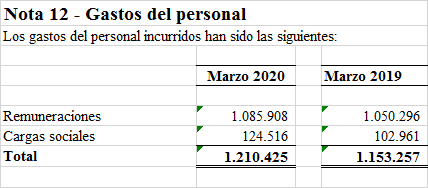 Nota 12 - Gastos del personal
Los gastos del personal incurridos han sido las siguientes:
Marzo 2020 Marzo 2019
Remuneraciones 1.085.908 1.050.296
Cargas sociales 124.516 102.961
Total 1.210.425 1.153.257